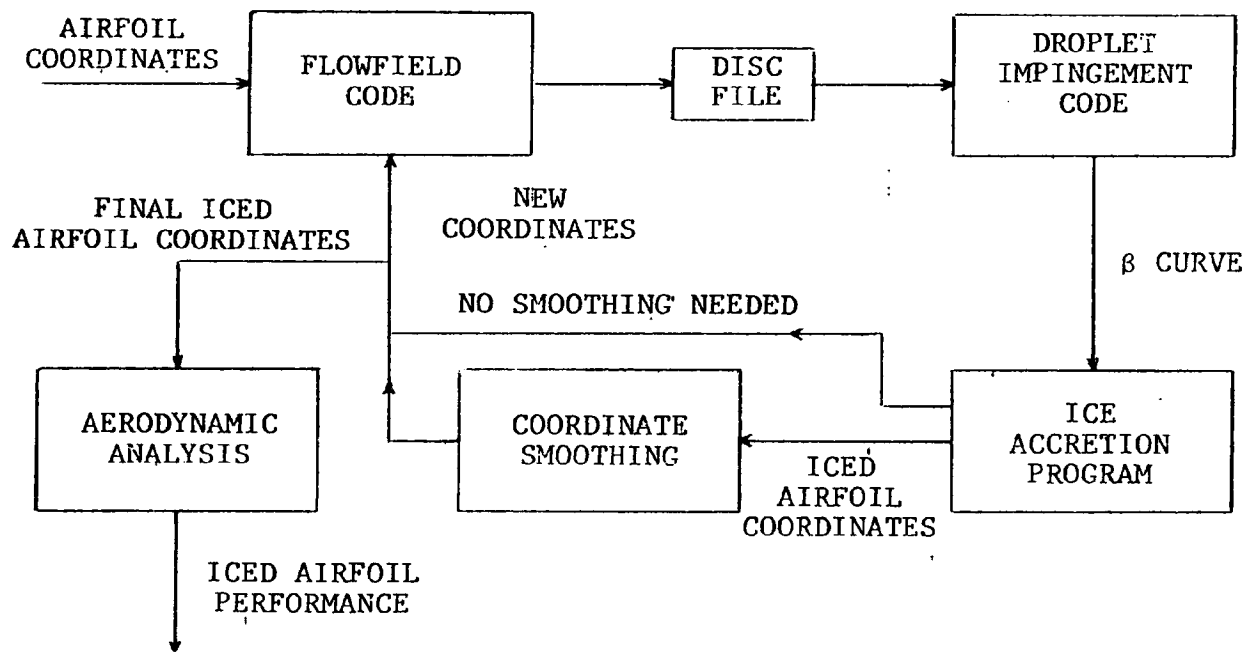 AIRFOIL
COORDINATES
FLOWFIELD
CODE
DISC
FILE
DROPLET
IMPINGEMENT
CODE
FINAL ICED
AIRFOIL COORDINATES
NEW
COORDINATES
β CURVE
NO SMOOTHING NEEDED
AERODYNAMIC
ANALYSIS
COORDINATE
SMOOTHING
ICED
AIRFOIL
COORDINATES
ICE
ACCRETION
PROGRAM
ICED AIRFOIL
PERFORMANCE